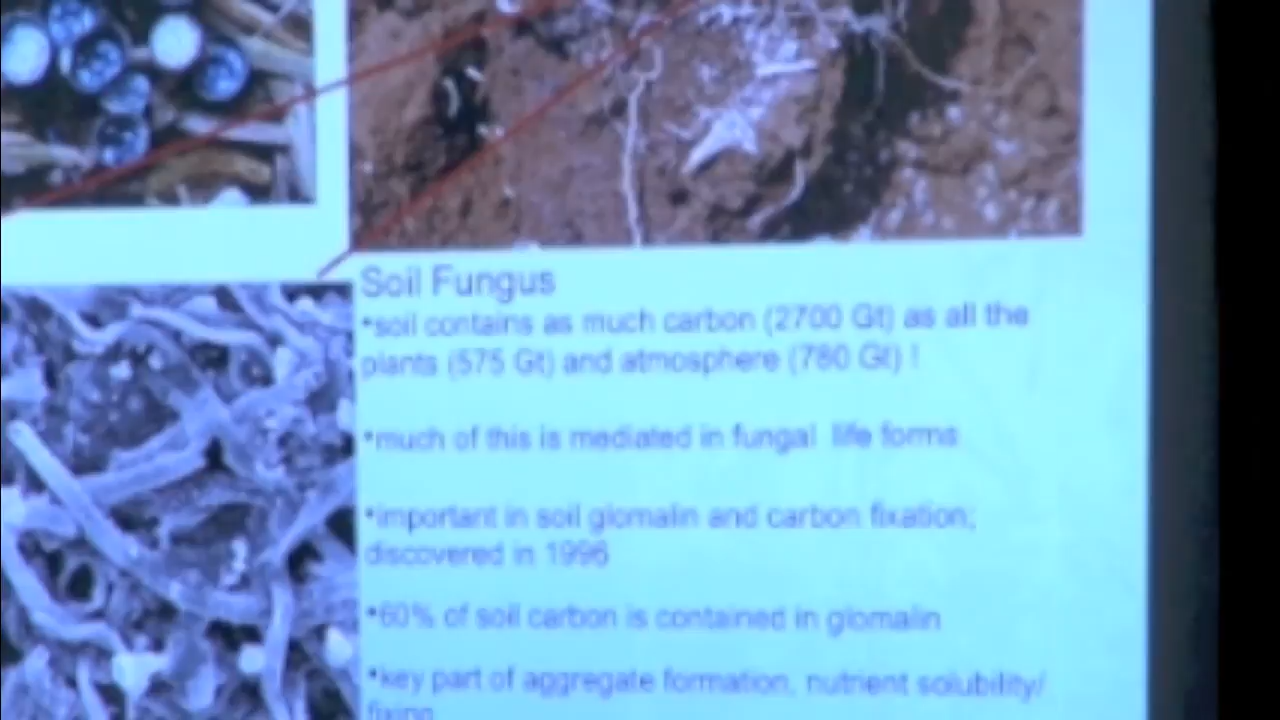 Soil Fungus
•soil contains as much carbon (2700 Gt) as all the
plants (575 Gt) and atmosphere (780 Gt) !
•much of this is mediated in fungal life forms
•important in soil glomalin and carbon fixation;
discovered in 1996
•60% of soil carbon is contained in glomalin
•key part of aggregate formation, nutrient solubility/
fixing